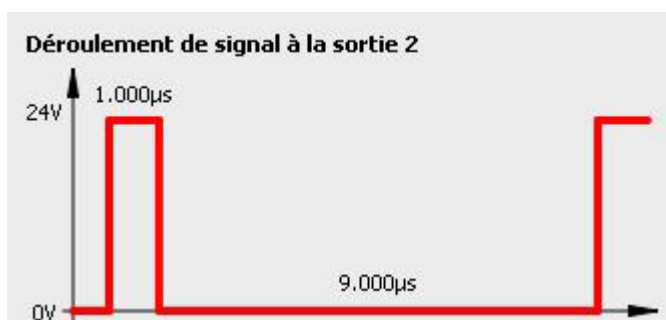 Déroulement de signal à la sortie 2
1.000µs
24V
9.000µs
0V